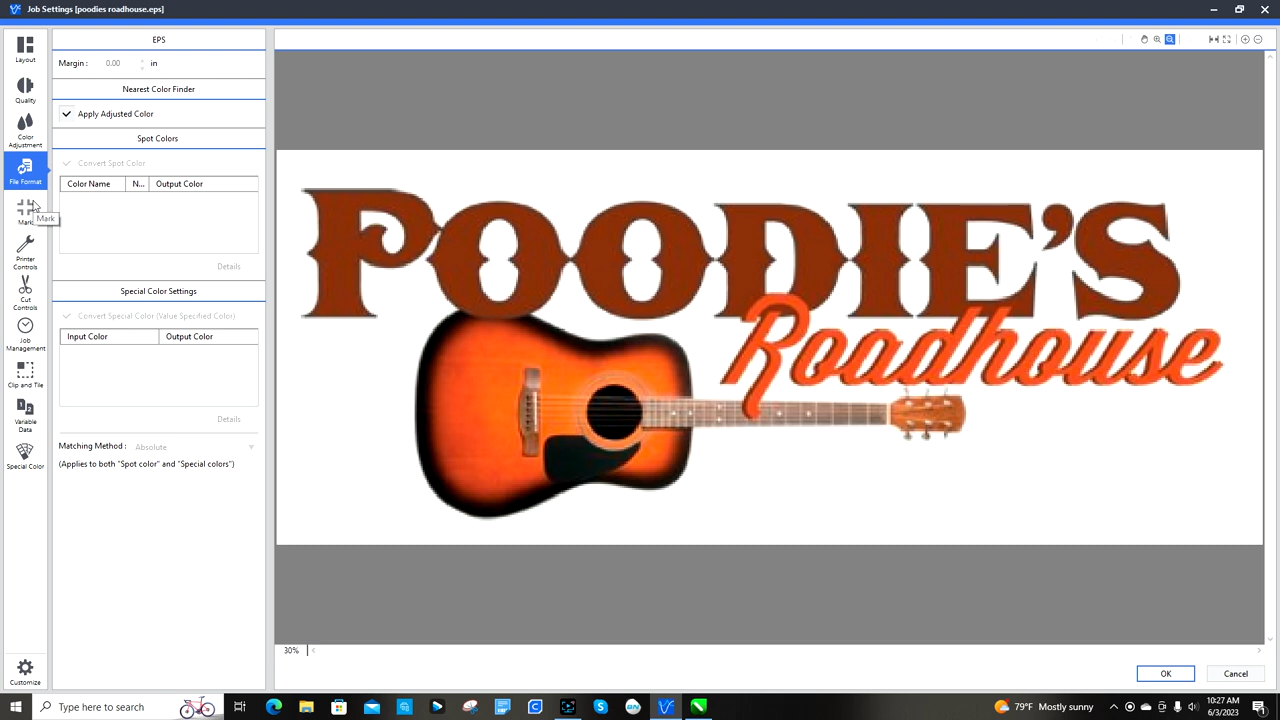 Job Settings [poodies roadhouse.eps]
Layout
Quality
Color
Adjustment
File Format
Mark
Mark
Printer
Controls
Cut
Controls
Job
Management
Clip and Tile
Variable
Data
Special Color
Customize
EPS
Margin : 0.00 in
Nearest Color Finder
Apply Adjusted Color
Spot Colors
Convert Spot Color
Color Name N... Output Color
Details
Special Color Settings
Convert Special Color (Value Specified Color)
Input Color Output Color
Details
Matching Method : Absolute
(Applies to both "Spot color" and "Special colors")
POODIE'S
Roadhouse
30%
OK Cancel
Type here to search
79°F Mostly sunny
10:27 AM
6/3/2023